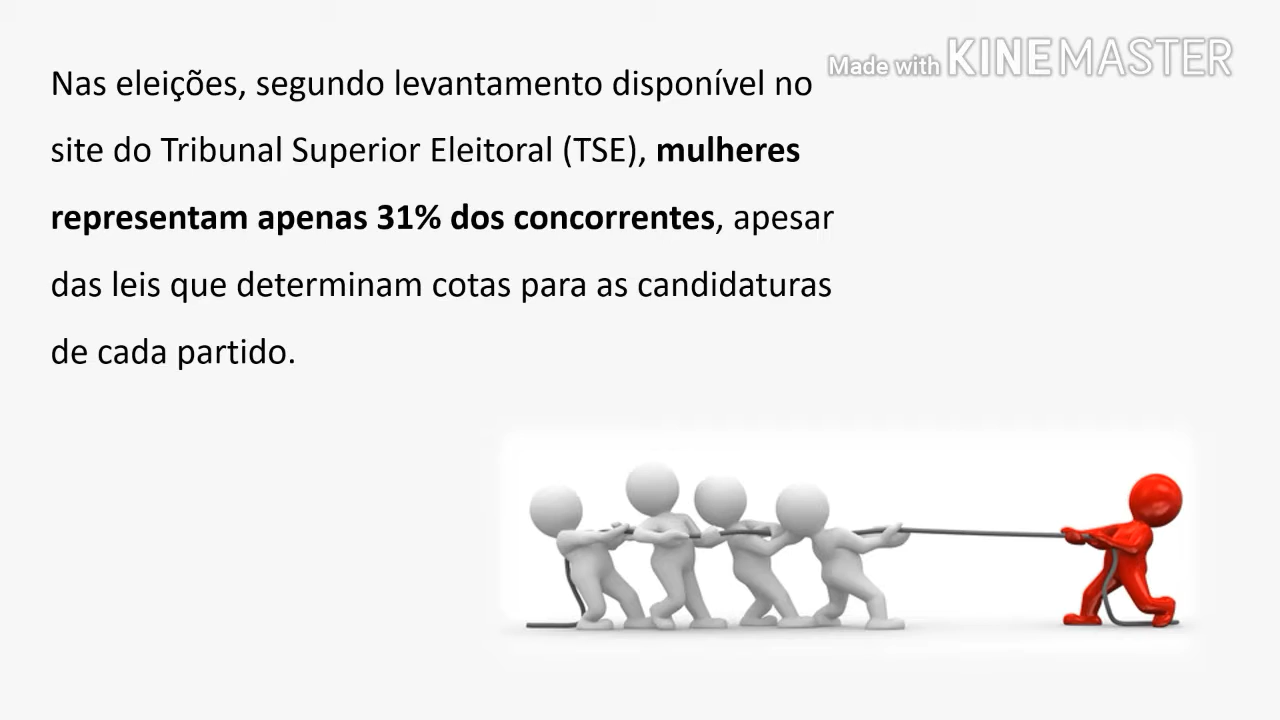 Made with KINEMASTER
Nas eleições, segundo levantamento disponível no
site do Tribunal Superior Eleitoral (TSE), mulheres
representam apenas 31% dos concorrentes, apesar
das leis que determinam cotas para as candidaturas
de cada partido.